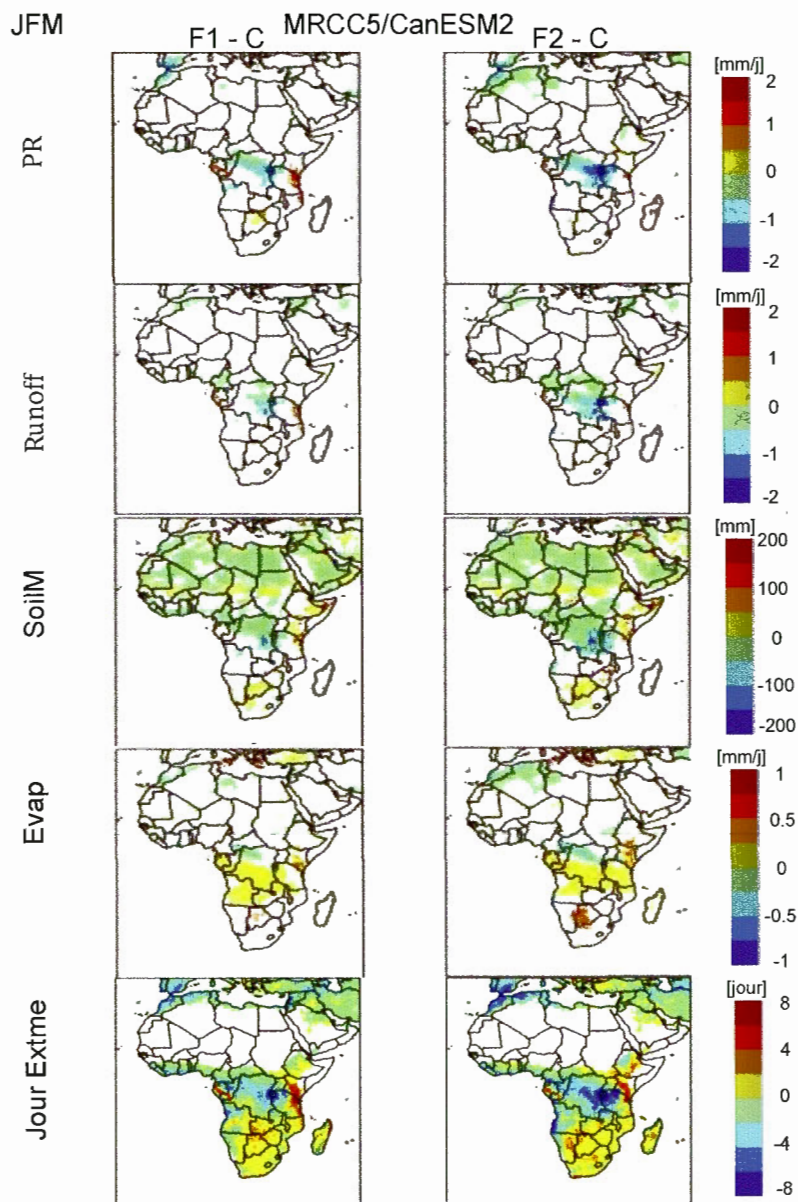 JFM MRCC5/CanESM2
F1 - C F2 - C
PR
[mm/j]
2
1
0
-1
-2
Runoff
[mm/j]
2
1
0
-1
-2
SoilM
[mm]
200
100
0
-100
-200
Evap
[mm/j]
1
0.5
0
-0.5
-1
Jour Extme
[jour]
8
4
0
-4
-8